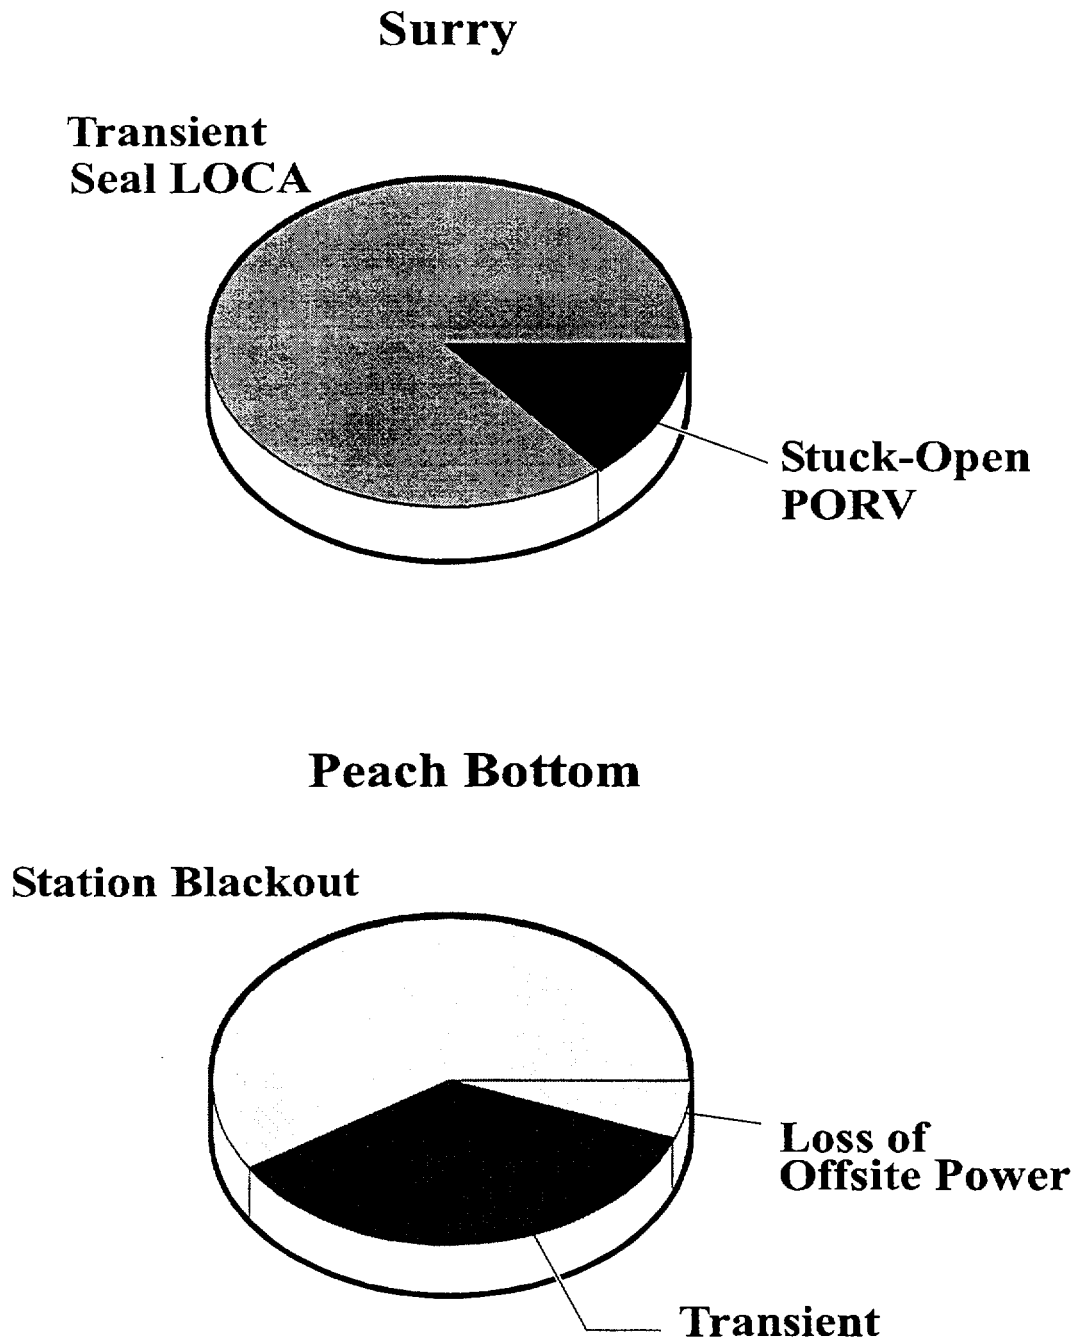 Surry
Transient
Seal LOCA
Stuck-Open
PORV
Peach Bottom
Station Blackout
Loss of
Offsite Power
Transient